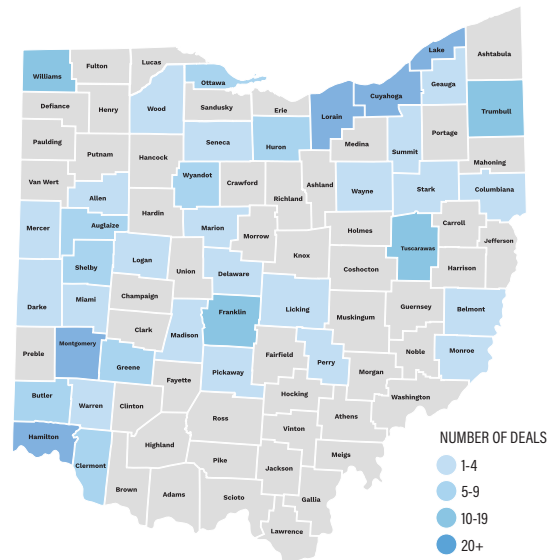 Lake
Ashtabula
Lucas
Fulton
Williams
Ottawa
Geauga
Cuyahoga
Defiance
Henry
Wood
Sandusky
Erie
Lorain
Trumbull
Portage
Paulding
Putnam
Hancock
Seneca
Huron
Medina
Summit
Mahoning
Van Wert
Allen
Wyandot
Crawford
Richland
Ashland
Wayne
Stark
Columbiana
Mercer
Auglaize
Hardin
Marion
Morrow
Knox
Holmes
Tuscarawas
Carroll
Jefferson
Shelby
Logan
Union
Delaware
Coshocton
Harrison
Darke
Miami
Champaign
Clark
Madison
Franklin
Licking
Muskingum
Guernsey
Belmont
Preble
Montgomery
Greene
Fayette
Pickaway
Fairfield
Perry
Morgan
Noble
Monroe
Butler
Warren
Clinton
Ross
Hocking
Athens
Washington
Hamilton
Clermont
Highland
Pike
Vinton
Jackson
Meigs
Brown
Adams
Scioto
Gallia
Lawrence
NUMBER OF DEALS
1-4
5-9
10-19
20+